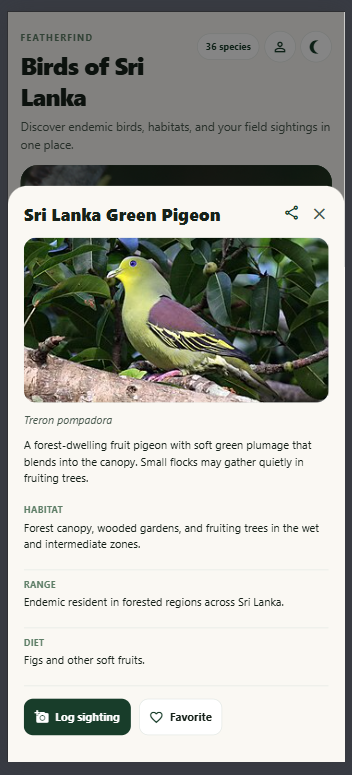 FEATHERFIND
36 species
Birds of Sri
Lanka
Discover endemic birds, habitats, and your field sightings in
one place.
Sri Lanka Green Pigeon
Treron pompadora
A forest-dwelling fruit pigeon with soft green plumage that
blends into the canopy. Small flocks may gather quietly in
fruiting trees.
HABITAT
Forest canopy, wooded gardens, and fruiting trees in the wet
and intermediate zones.
RANGE
Endemic resident in forested regions across Sri Lanka.
DIET
Figs and other soft fruits.
Log sighting
Favorite